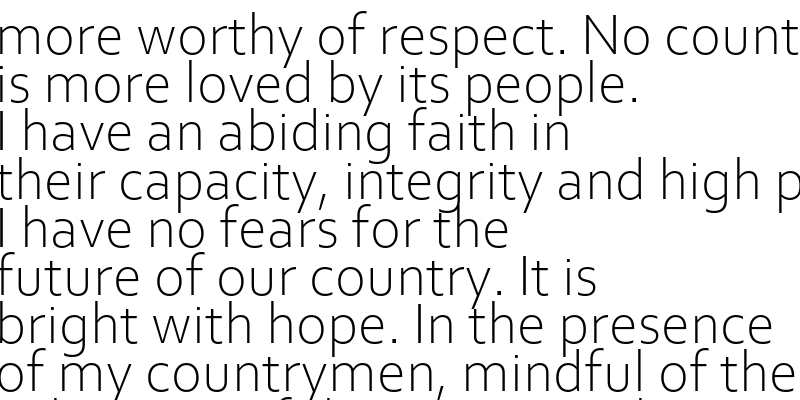 more worthy of respect. No count
is more loved by its people.
I have an abiding faith in
their capacity, integrity and high p
I have no fears for the
future of our country. It is
bright with hope. In the presence
of my countrymen, mindful of the